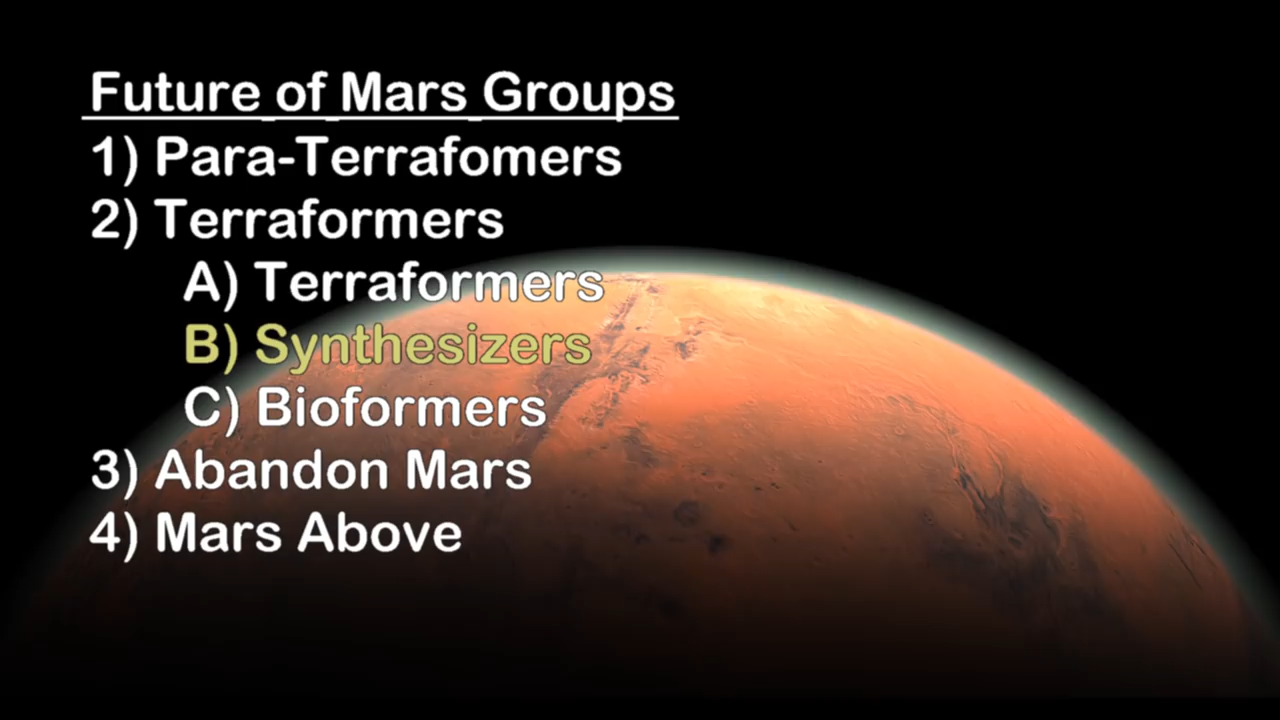 Future of Mars Groups
1) Para-Terrafomers
2) Terraformers
A) Terraformers
B) Synthesizers
C) Bioformers
3) Abandon Mars
4) Mars Above